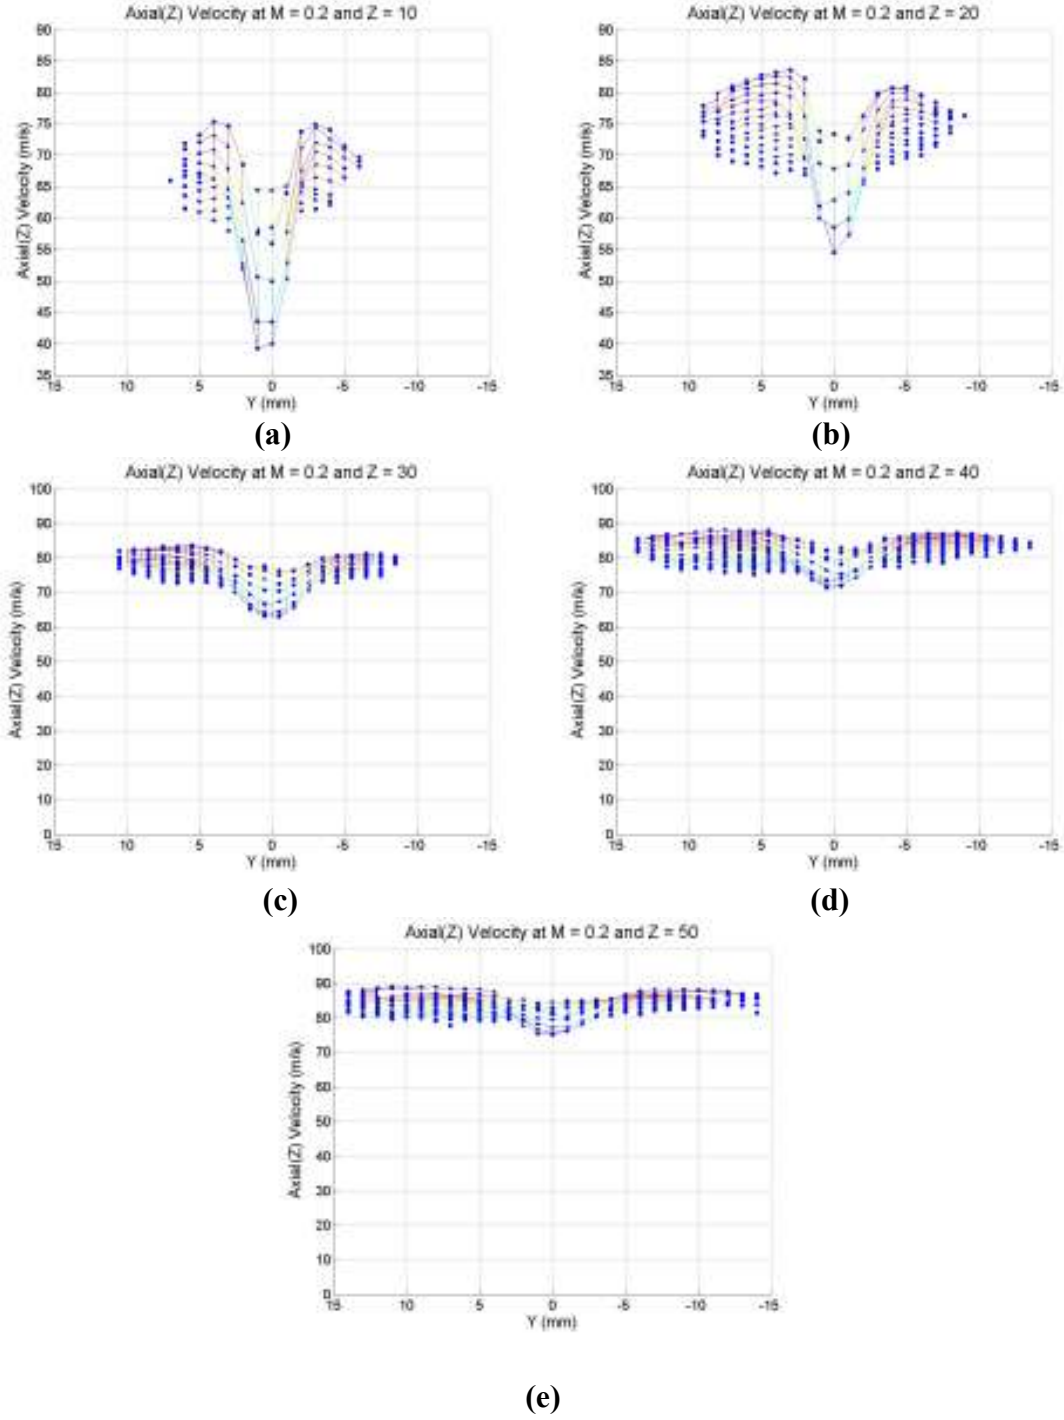 Axial(Z) Velocity at M = 0.2 and Z = 10
90
85
80
75
70
65
60
55
50
45
40
35
Axial(Z) Velocity (m/s)
15 10 5 0 -5 -10 -15
Y (mm)
(a)
Axial(Z) Velocity at M = 0.2 and Z = 20
90
85
80
75
70
65
60
55
50
45
40
35
Axial(Z) Velocity (m/s)
15 10 5 0 -5 -10 -15
Y (mm)
(b)
Axial(Z) Velocity at M = 0.2 and Z = 30
100
90
80
70
60
50
40
30
20
10
0
Axial(Z) Velocity (m/s)
15 10 5 0 -5 -10 -15
Y (mm)
(c)
Axial(Z) Velocity at M = 0.2 and Z = 40
100
90
80
70
60
50
40
30
20
10
0
Axial(Z) Velocity (m/s)
15 10 5 0 -5 -10 -15
Y (mm)
(d)
Axial(Z) Velocity at M = 0.2 and Z = 50
100
90
80
70
60
50
40
30
20
10
0
Axial(Z) Velocity (m/s)
15 10 5 0 -5 -10 -15
Y (mm)
(e)